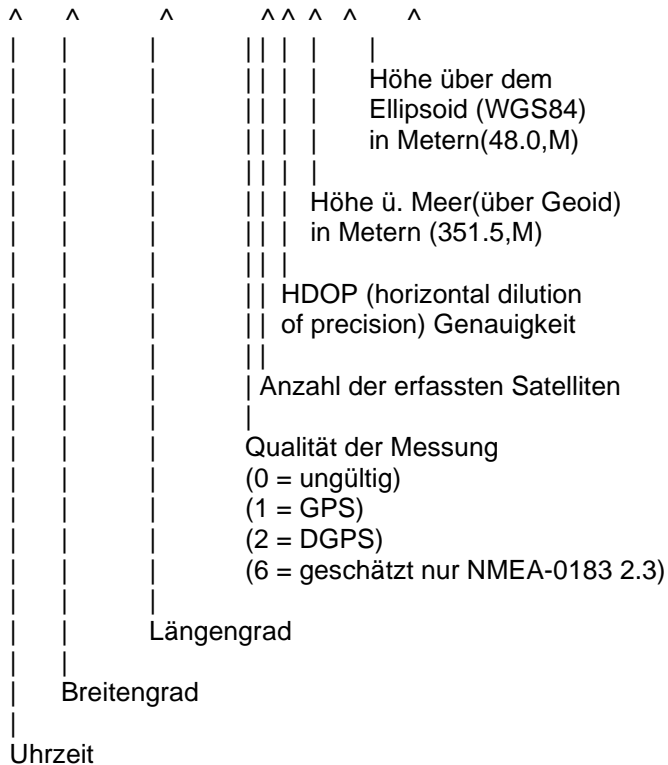 ^ ^ ^ ^ ^ ^ ^ ^
Höhe über dem
Ellipsoid (WGS84)
in Metern(48.0,M)
Höhe ü. Meer(über Geoid)
in Metern (351.5,M)
HDOP (horizontal dilution
of precision) Genauigkeit
Anzahl der erfassten Satelliten
Qualität der Messung
(0 = ungültig)
(1 = GPS)
(2 = DGPS)
(6 = geschätzt nur NMEA-0183 2.3)
Längengrad
Breitengrad
Uhrzeit